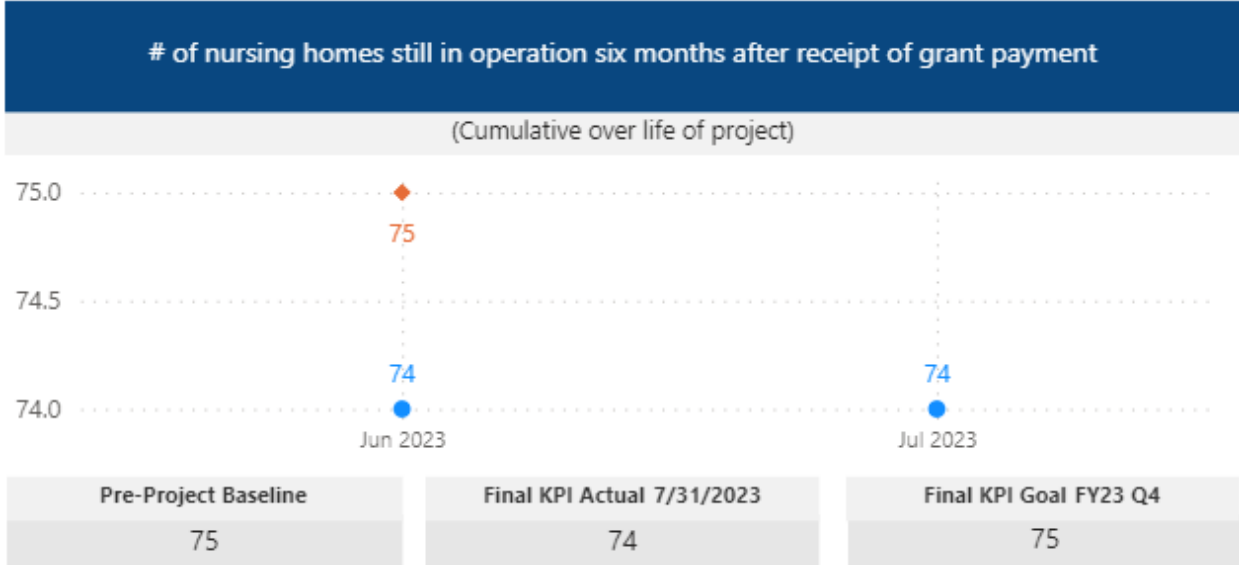 # of nursing homes still in operation six months after receipt of grant payment
(Cumulative over life of project)
75.0
75
74.5
74 74
74.0
Jun 2023 Jul 2023
Pre-Project Baseline Final KPI Actual 7/31/2023 Final KPI Goal FY23 Q4
75 74 75